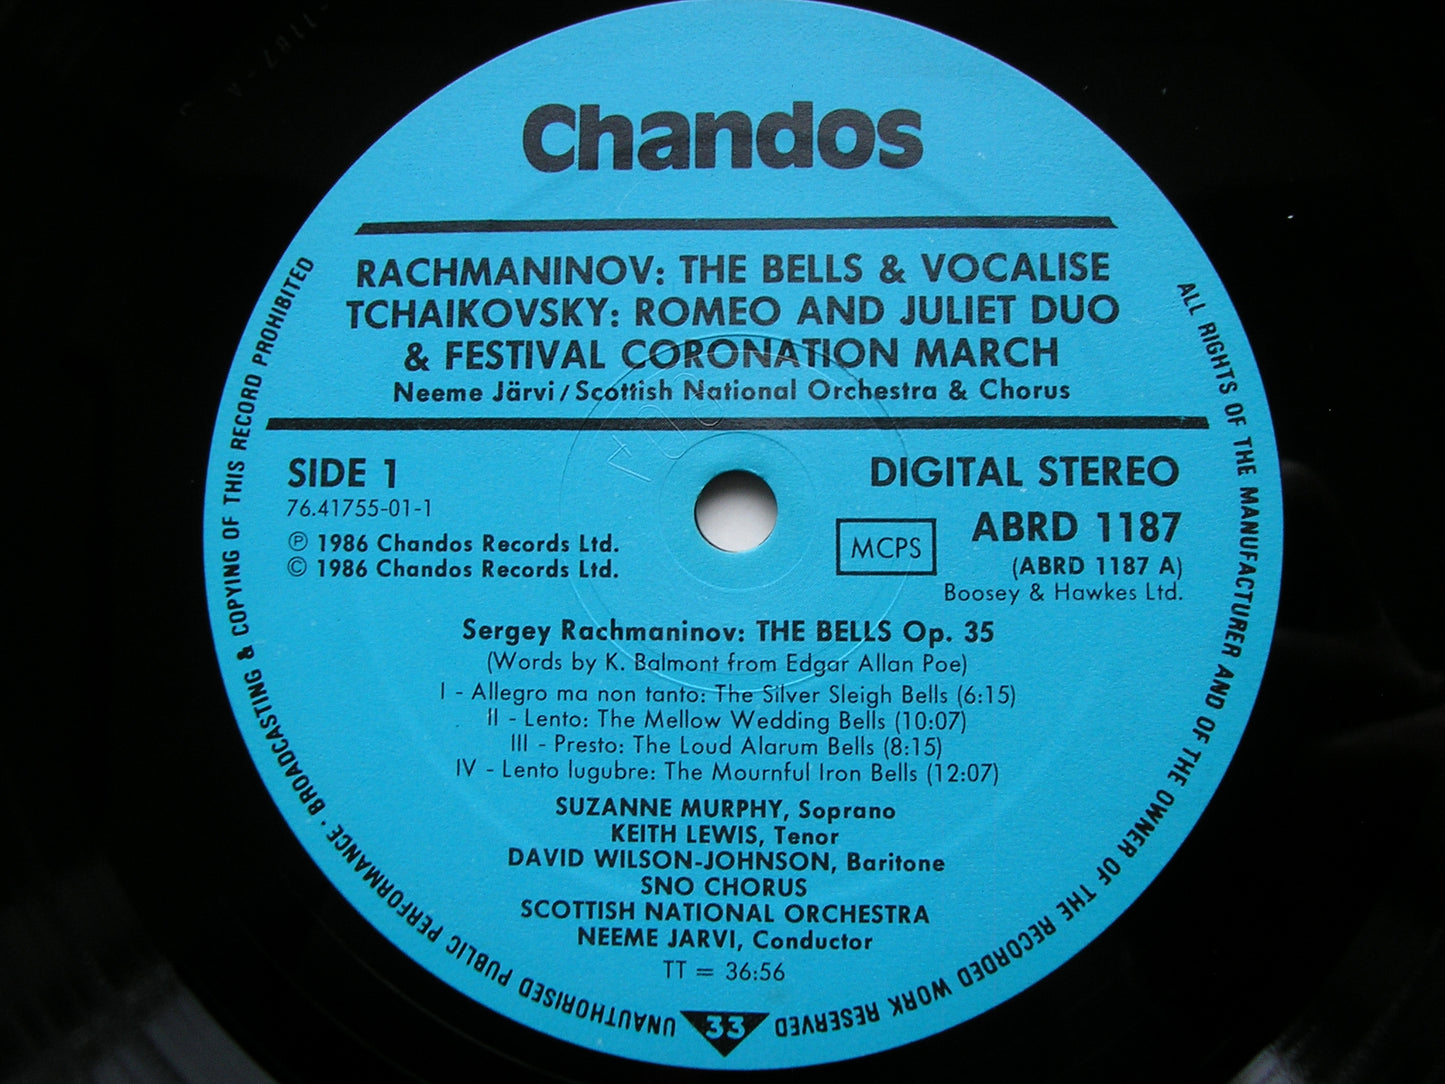 Chandos
RACHMANINOV: THE BELLS & VOCALISE
TCHAIKOVSKY: ROMEO AND JULIET DUO
& FESTIVAL CORONATION MARCH
Neeme Järvi / Scottish National Orchestra & Chorus
SIDE 1
76.41755-01-1
℗ 1986 Chandos Records Ltd.
© 1986 Chandos Records Ltd.
DIGITAL STEREO
MCPS
ABRD 1187
(ABRD 1187 A)
Boosey & Hawkes Ltd.
Sergey Rachmaninov: THE BELLS Op. 35
(Words by K. Balmont from Edgar Allan Poe)
I - Allegro ma non tanto: The Silver Sleigh Bells (6:15)
II - Lento: The Mellow Wedding Bells (10:07)
III - Presto: The Loud Alarum Bells (8:15)
IV - Lento lugubre: The Mournful Iron Bells (12:07)
SUZANNE MURPHY, Soprano
KEITH LEWIS, Tenor
DAVID WILSON-JOHNSON, Baritone
SNO CHORUS
SCOTTISH NATIONAL ORCHESTRA
NEEME JARVI, Conductor
TT = 36:56
33
ALL RIGHTS OF THE MANUFACTURER AND OF THE OWNER OF THE RECORDED WORK RESERVED
UNAUTHORISED PUBLIC PERFORMANCE · BROADCASTING & COPYING OF THIS RECORD PROHIBITED